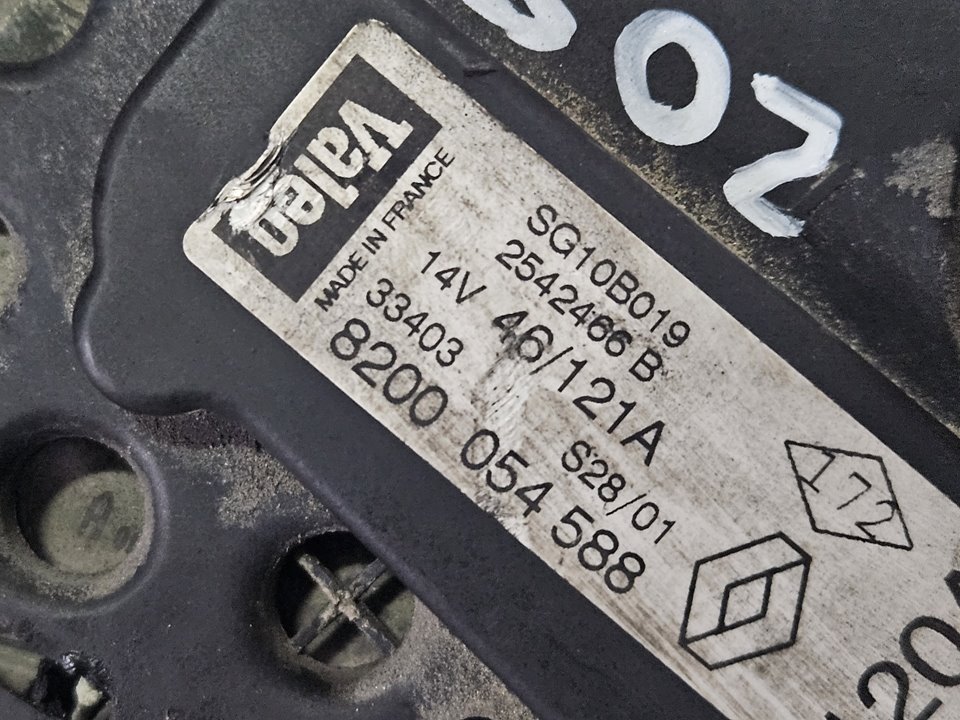 Valeo
MADE IN FRANCE
SG10B019
2542466 B
14V 46/121A
33403 S28/01
8200 054 588
172